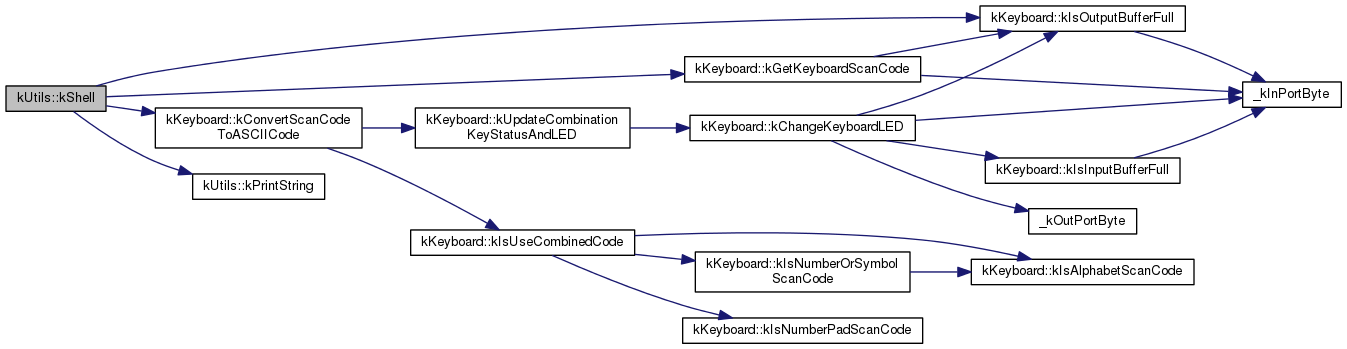 kUtils::kShell
kKeyboard::kIsOutputBufferFull
kKeyboard::kGetKeyboardScanCode
_kInPortByte
kKeyboard::kConvertScanCode
ToASCIICode
kKeyboard::kUpdateCombination
KeyStatusAndLED
kKeyboard::kChangeKeyboardLED
kKeyboard::kIsInputBufferFull
kUtils::kPrintString
_kOutPortByte
kKeyboard::kIsUseCombinedCode
kKeyboard::kIsNumberOrSymbol
ScanCode
kKeyboard::kIsAlphabetScanCode
kKeyboard::kIsNumberPadScanCode